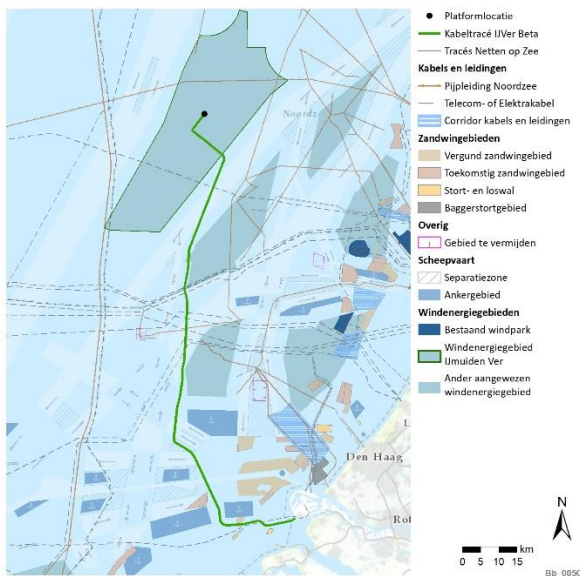 Platformlocatie
Kabeltracé IJVer Beta
Tracés Netten op Zee
Kabels en leidingen
Pijpleiding Noordzee
Telecom- of Elektrakabel
Corridor kabels en leidingen
Zandwingebieden
Vergund zandwingebied
Toekomstig zandwingebied
Stort- en loswal
Baggerstortgebied
Overig
Gebied te vermijden
Scheepvaart
Separatiezone
Ankergebied
Windenergiegebieden
Bestaand windpark
Windenergiegebied
IJmuiden Ver
Ander aangewezen
windenergiegebied
Noordze
L
Den Haag
Rot
N
km
0 5 10 15